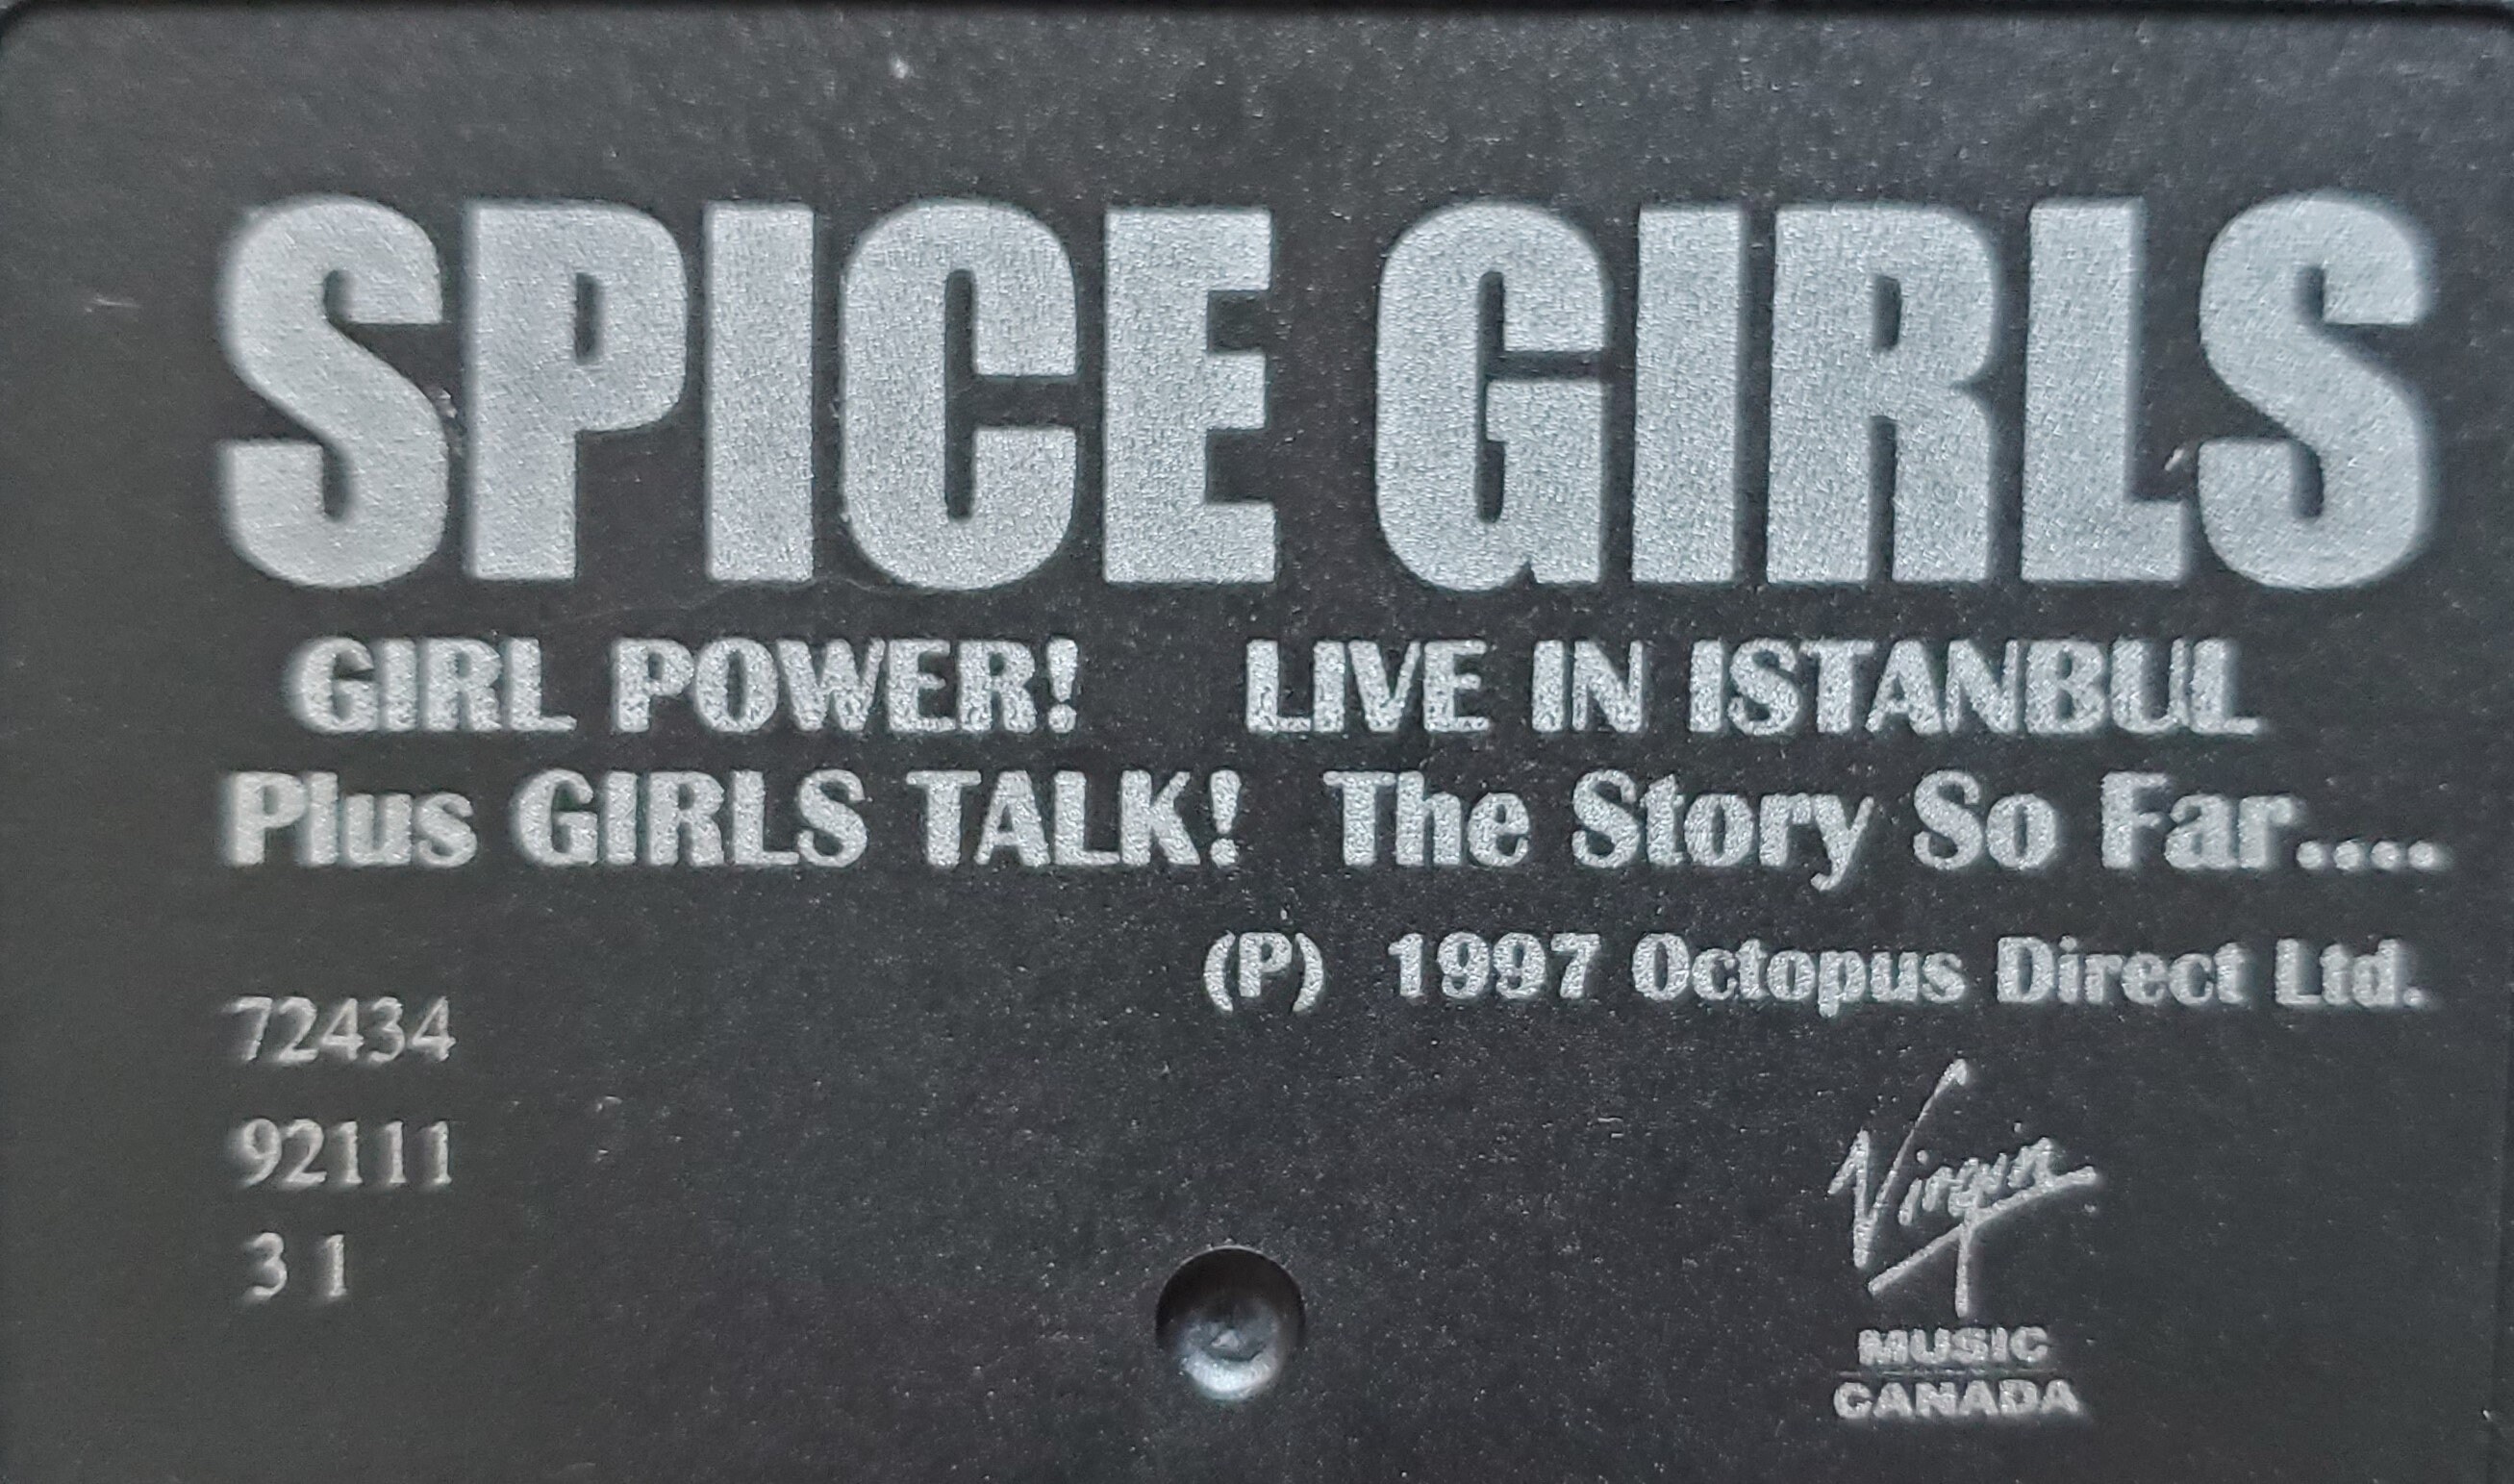 SPICE GIRLS
GIRL POWER! LIVE IN ISTANBUL
Plus GIRLS TALK! The Story So Far....
(P) 1997 Octopus Direct Ltd.
72434
92111
3 1
Virgin
MUSIC
CANADA